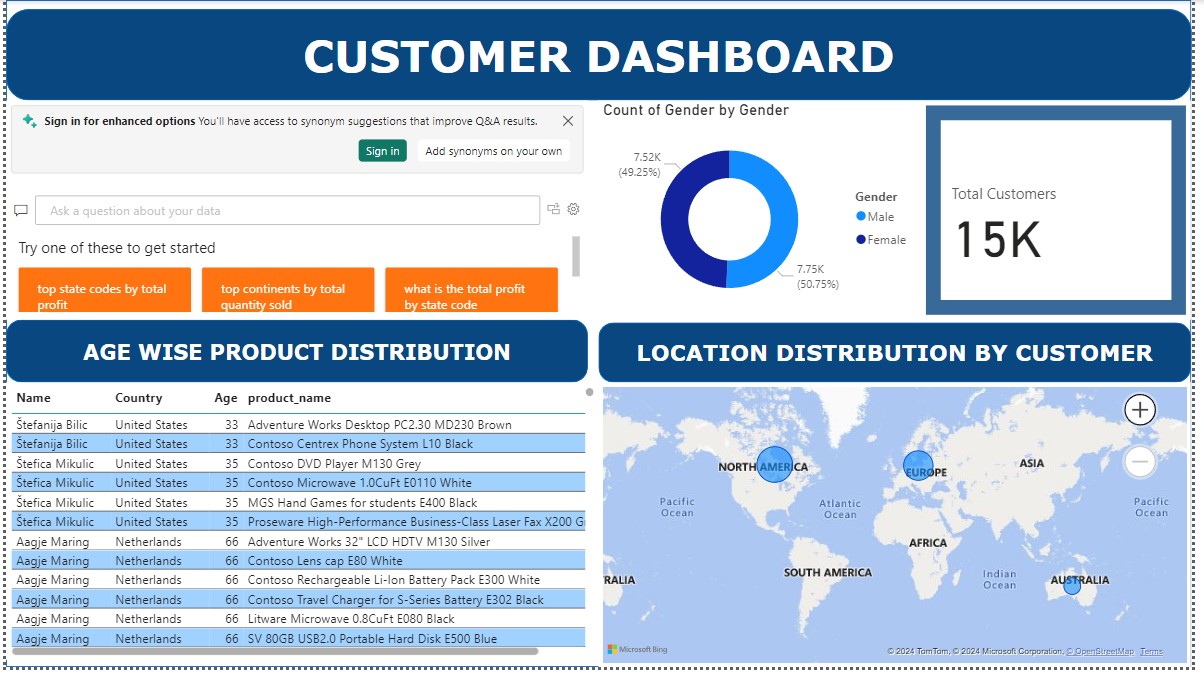 CUSTOMER DASHBOARD
Sign in for enhanced options You'll have access to synonym suggestions that improve Q&A results.
Sign in
Add synonyms on your own
Ask a question about your data
Try one of these to get started
top state codes by total
profit
top continents by total
quantity sold
what is the total profit
by state code
Count of Gender by Gender
7.52K
(49.25%)
7.75K
(50.75%)
Gender
Male
Female
Total Customers
15K
AGE WISE PRODUCT DISTRIBUTION
Name Country Age product_name
Štefanija Bilic United States 33 Adventure Works Desktop PC2.30 MD230 Brown
Štefanija Bilic United States 33 Contoso Centrex Phone System L10 Black
Štefica Mikulic United States 35 Contoso DVD Player M130 Grey
Štefica Mikulic United States 35 Contoso Microwave 1.0CuFt E0110 White
Štefica Mikulic United States 35 MGS Hand Games for students E400 Black
Štefica Mikulic United States 35 Proseware High-Performance Business-Class Laser Fax X200 G
Aagje Maring Netherlands 66 Adventure Works 32" LCD HDTV M130 Silver
Aagje Maring Netherlands 66 Contoso Lens cap E80 White
Aagje Maring Netherlands 66 Contoso Rechargeable Li-Ion Battery Pack E300 White
Aagje Maring Netherlands 66 Contoso Travel Charger for S-Series Battery E302 Black
Aagje Maring Netherlands 66 Litware Microwave 0.8CuFt E080 Black
Aagje Maring Netherlands 66 SV 80GB USB2.0 Portable Hard Disk E500 Blue
LOCATION DISTRIBUTION BY CUSTOMER
NORTH AMERICA
EUROPE
ASIA
Pacific
Ocean
Atlantic
Ocean
Pacific
Ocean
AFRICA
SOUTH AMERICA
Indian
Ocean
RALIA
AUSTRALIA
Microsoft Bing
© 2024 TomTom, © 2024 Microsoft Corporation, © OpenStreetMap Terms